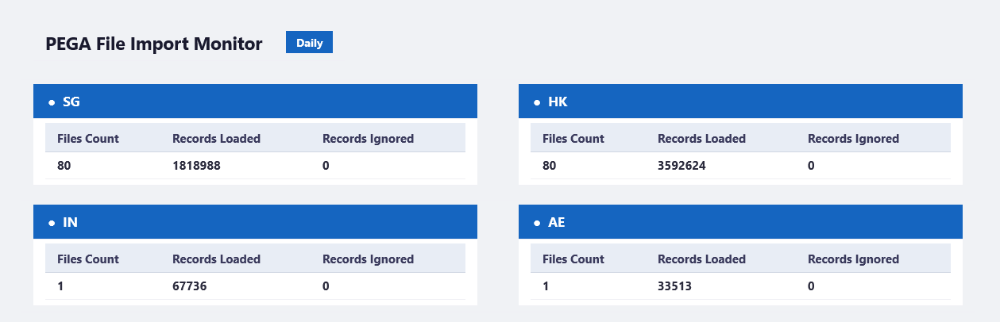 PEGA File Import Monitor Daily
SG
Files Count Records Loaded Records Ignored
80 1818988 0
HK
Files Count Records Loaded Records Ignored
80 3592624 0
IN
Files Count Records Loaded Records Ignored
1 67736 0
AE
Files Count Records Loaded Records Ignored
1 33513 0